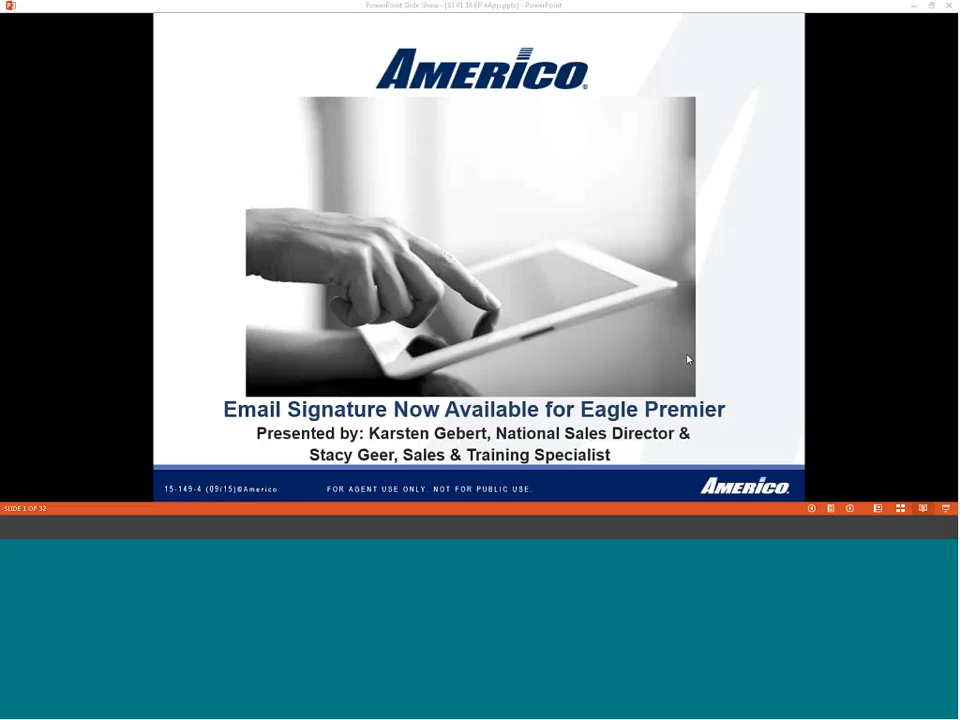 PowerPoint Slide Show - [03 01 16 EP eApp.pptx] - PowerPoint
AMERICO®
Email Signature Now Available for Eagle Premier
Presented by: Karsten Gebert, National Sales Director &
Stacy Geer, Sales & Training Specialist
15-149-4 (09/15)©Americo
FOR AGENT USE ONLY. NOT FOR PUBLIC USE.
AMERICO.
SLIDE 1 OF 32